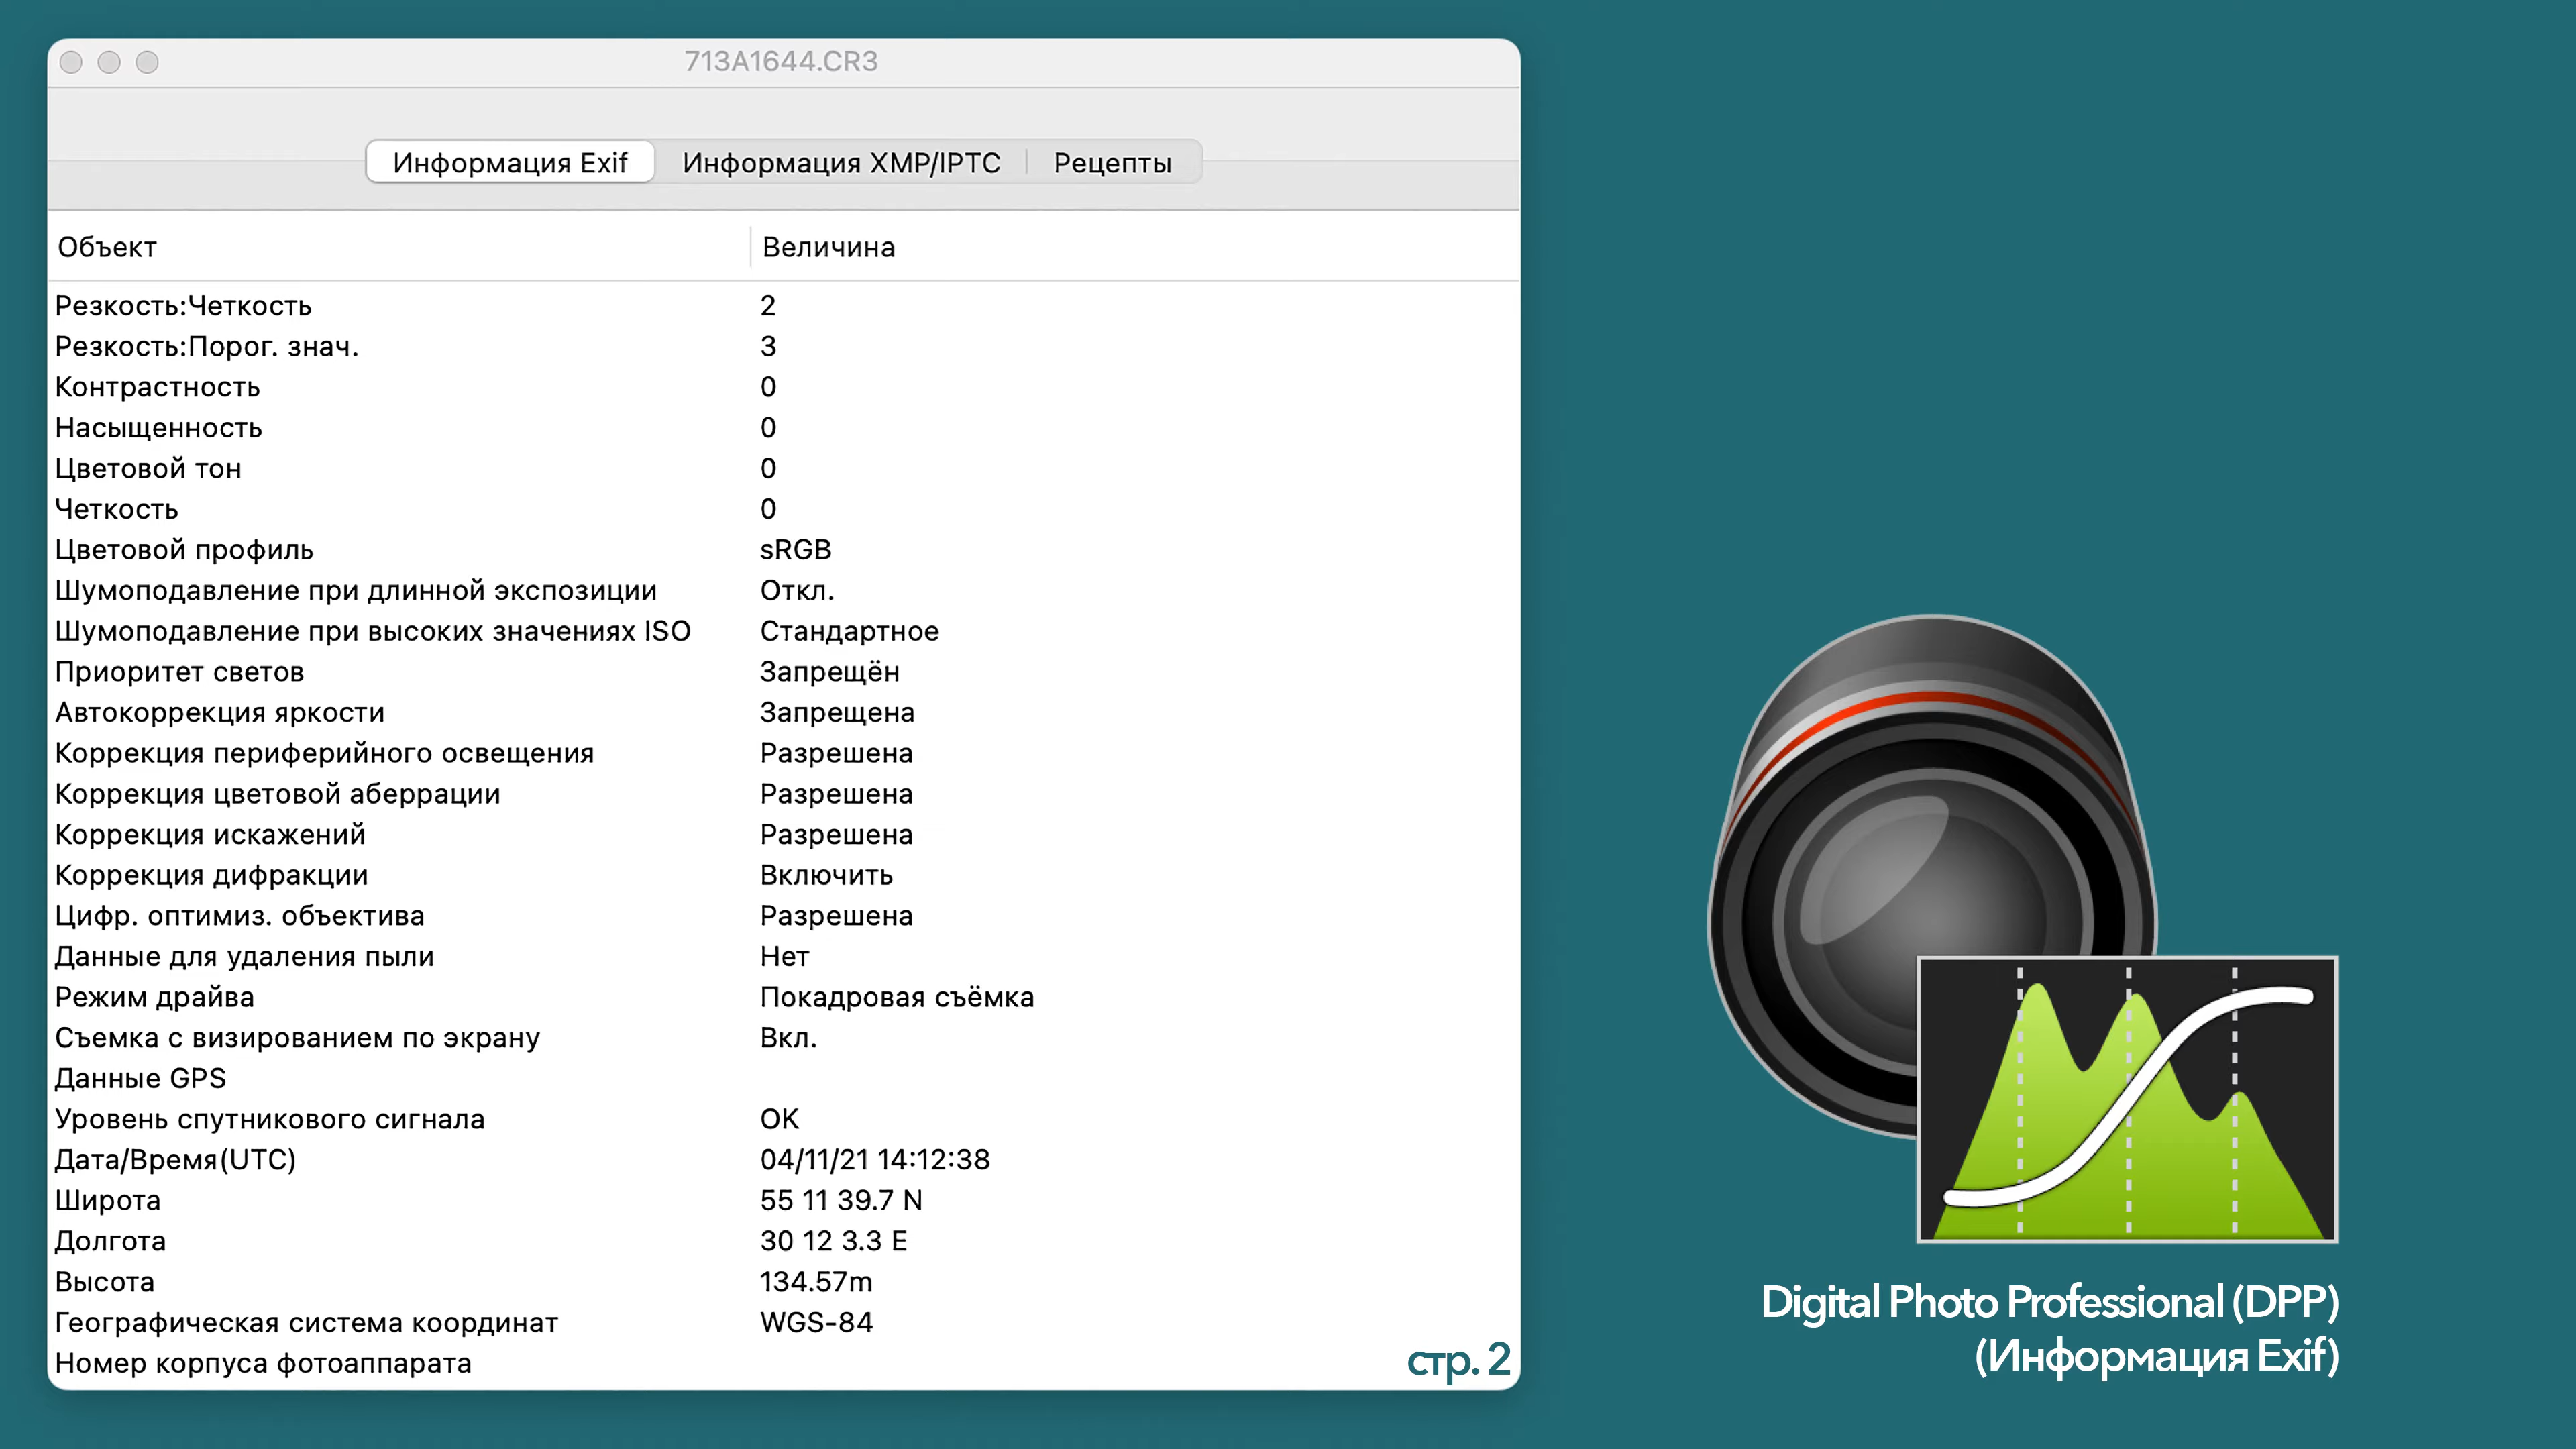 713A1644.CR3
Информация Exif Информация XMP/IPTC Рецепты
Объект Величина
Резкость:Четкость 2
Резкость:Порог. знач. 3
Контрастность 0
Насыщенность 0
Цветовой тон 0
Четкость 0
Цветовой профиль sRGB
Шумоподавление при длинной экспозиции Откл.
Шумоподавление при высоких значениях ISO Стандартное
Приоритет светов Запрещён
Автокоррекция яркости Запрещена
Коррекция периферийного освещения Разрешена
Коррекция цветовой аберрации Разрешена
Коррекция искажений Разрешена
Коррекция дифракции Включить
Цифр. оптимиз. объектива Разрешена
Данные для удаления пыли Нет
Режим драйва Покадровая съёмка
Съемка с визированием по экрану Вкл.
Данные GPS
Уровень спутникового сигнала OK
Дата/Время(UTC) 04/11/21 14:12:38
Широта 55 11 39.7 N
Долгота 30 12 3.3 E
Высота 134.57m
Географическая система координат WGS-84
Номер корпуса фотоаппарата
стр. 2
Digital Photo Professional (DPP)
(Информация Exif)